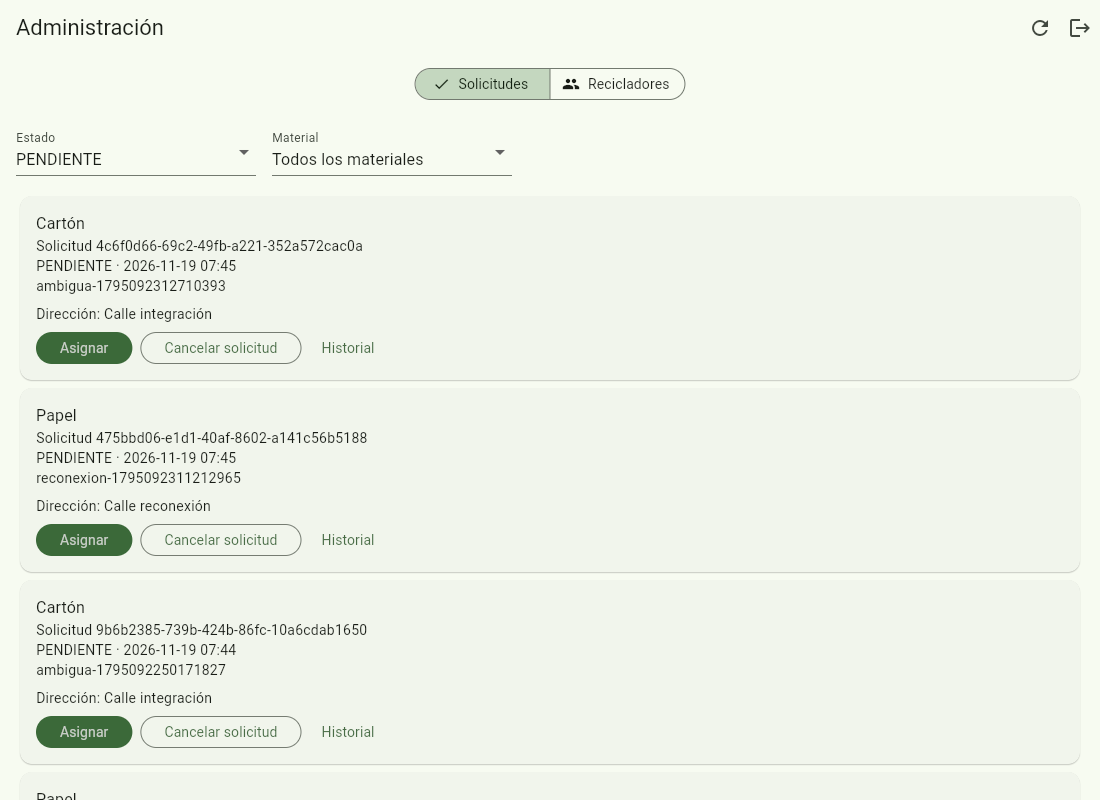 Administración
Solicitudes
Recicladores
Estado
PENDIENTE
Material
Todos los materiales
Cartón
Solicitud 4c6f0d66-69c2-49fb-a221-352a572cac0a
PENDIENTE · 2026-11-19 07:45
ambigua-1795092312710393
Dirección: Calle integración
Asignar
Cancelar solicitud
Historial
Papel
Solicitud 475bbd06-e1d1-40af-8602-a141c56b5188
PENDIENTE · 2026-11-19 07:45
reconexion-1795092311212965
Dirección: Calle reconexión
Asignar
Cancelar solicitud
Historial
Cartón
Solicitud 9b6b2385-739b-424b-86fc-10a6cdab1650
PENDIENTE · 2026-11-19 07:44
ambigua-1795092250171827
Dirección: Calle integración
Asignar
Cancelar solicitud
Historial
Papel